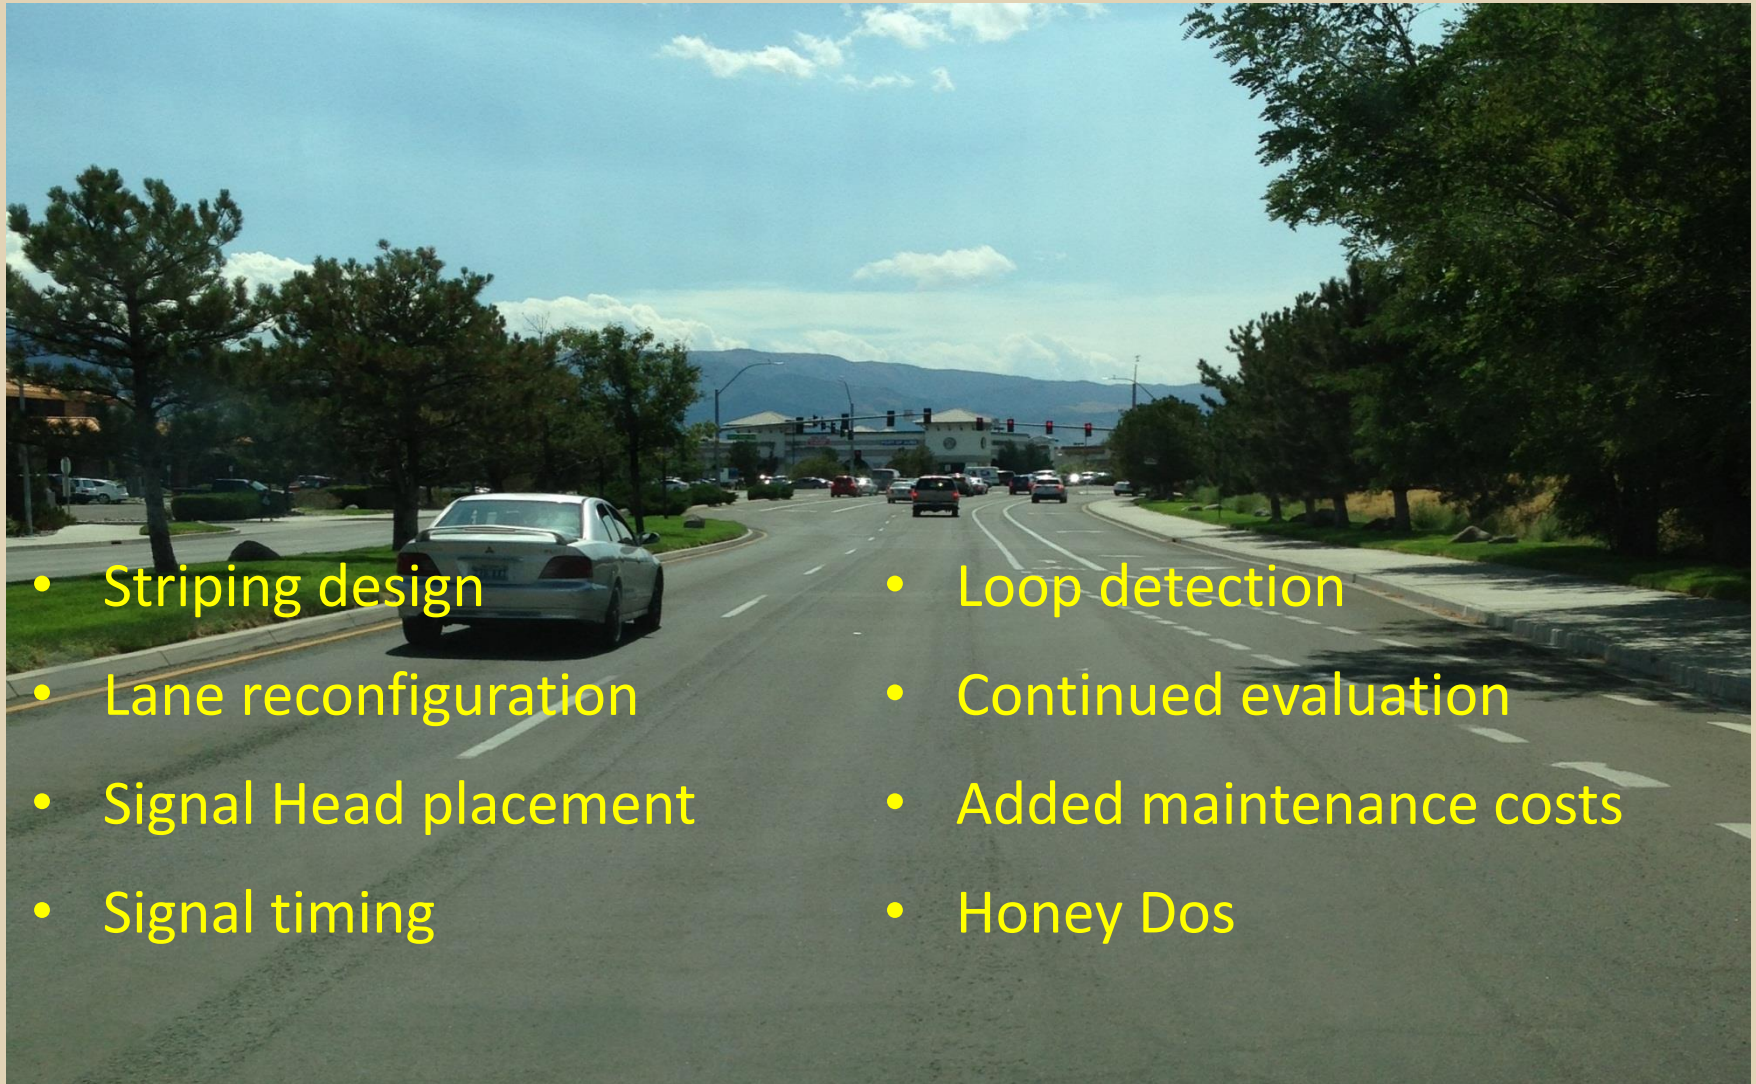 • Striping design
• Lane reconfiguration
• Signal Head placement
• Signal timing
• Loop detection
• Continued evaluation
• Added maintenance costs
• Honey Dos